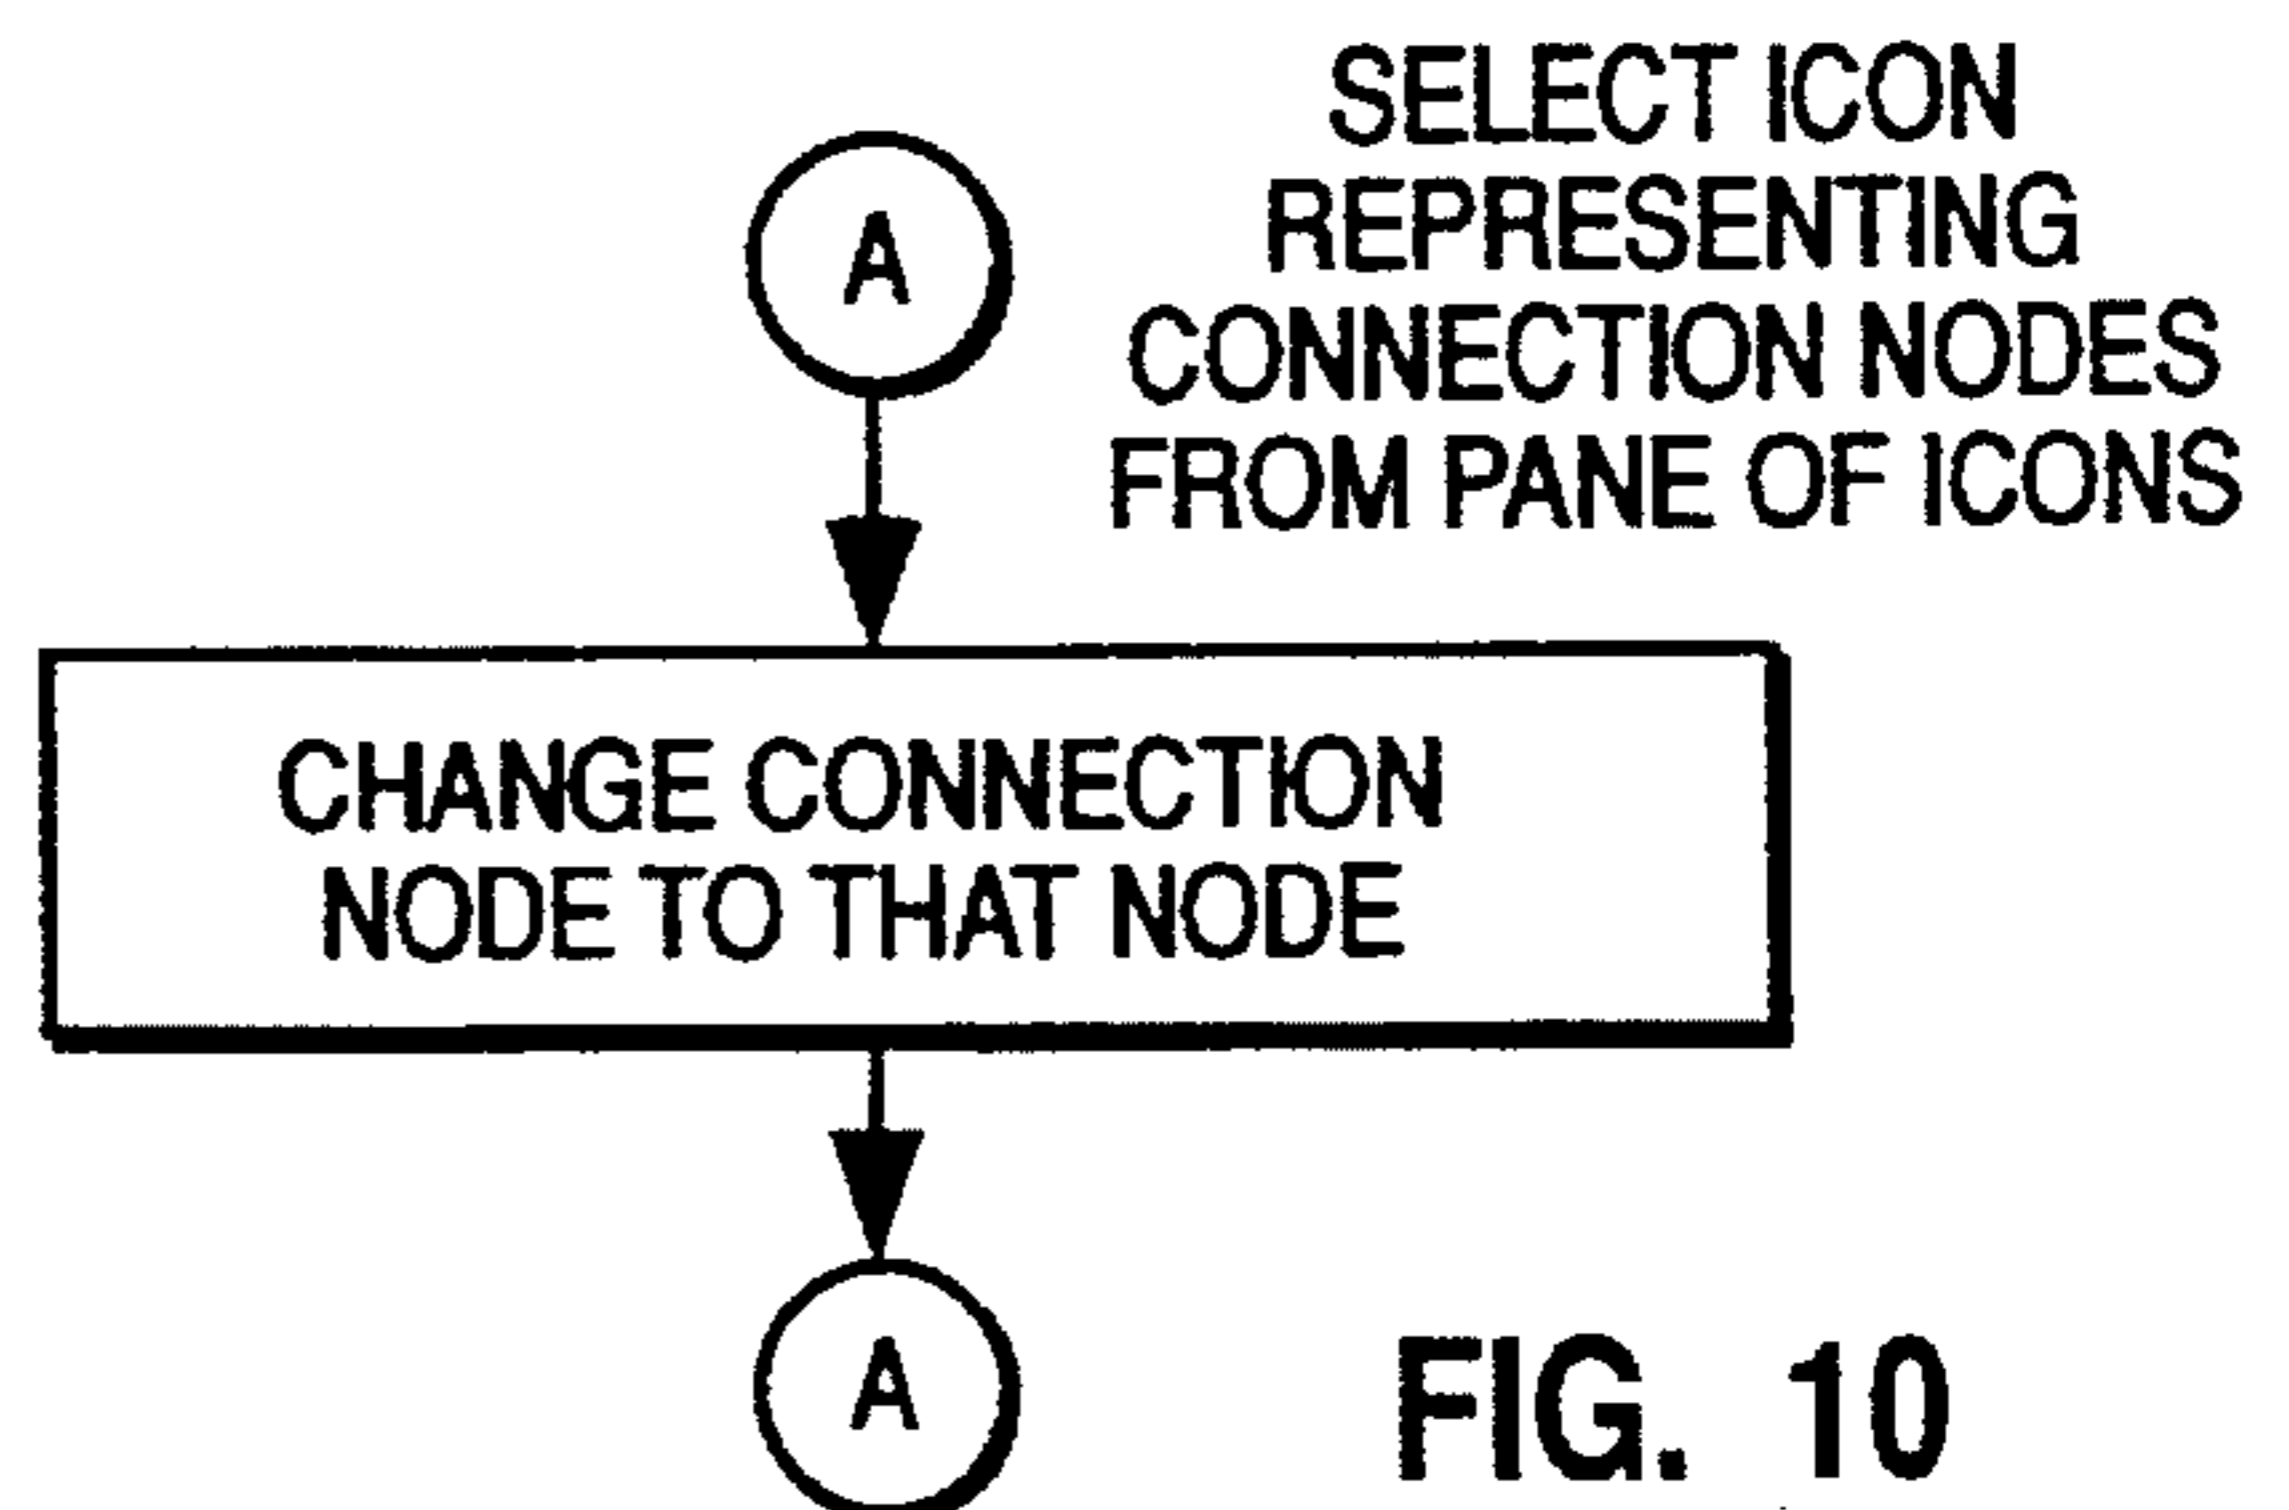 SELECT ICON
REPRESENTING
CONNECTION NODES
FROM PANE OF ICONS
A
CHANGE CONNECTION
NODE TO THAT NODE
A
FIG. 10